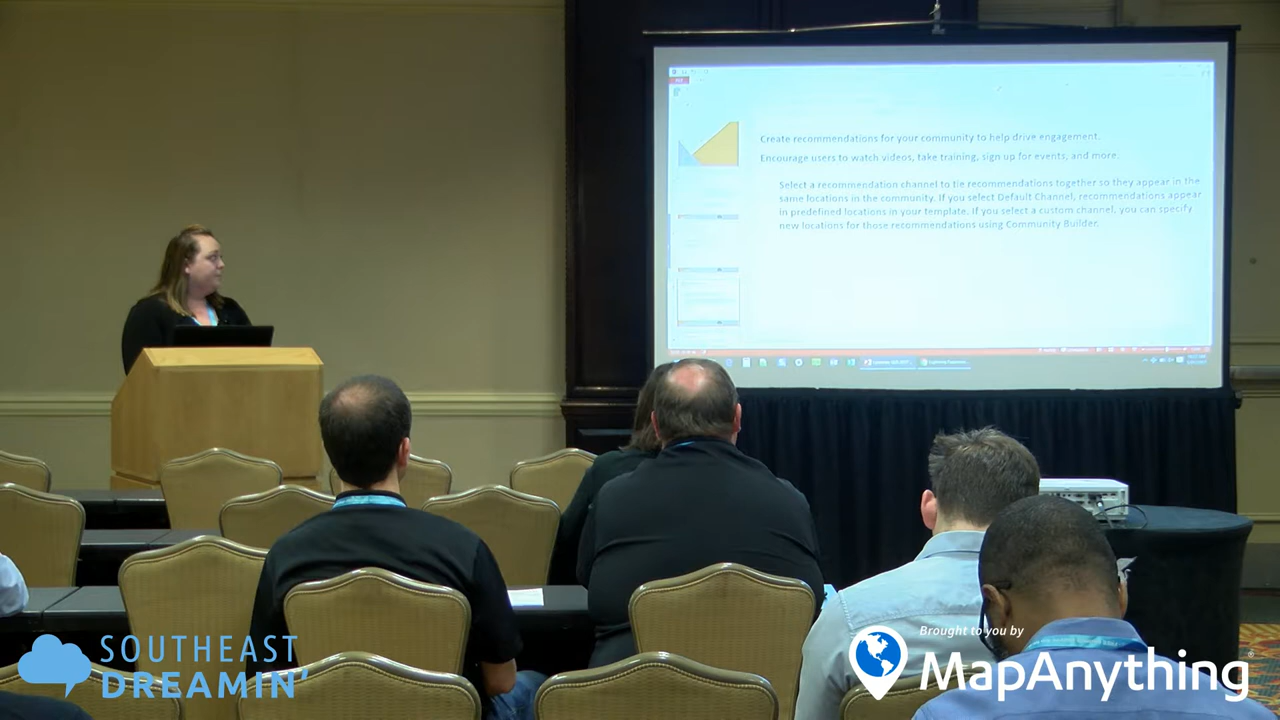 Create recommendations for your community to help drive engagement.
Encourage users to watch videos, take training, sign up for events, and more.
Select a recommendation channel to tie recommendations together so they appear in the
same locations in the community. If you select Default Channel, recommendations appear
in predefined locations in your template. If you select a custom channel, you can specify
new locations for those recommendations using Community Builder.
SOUTHEAST
DREAMIN'
Brought to you by
MapAnything®